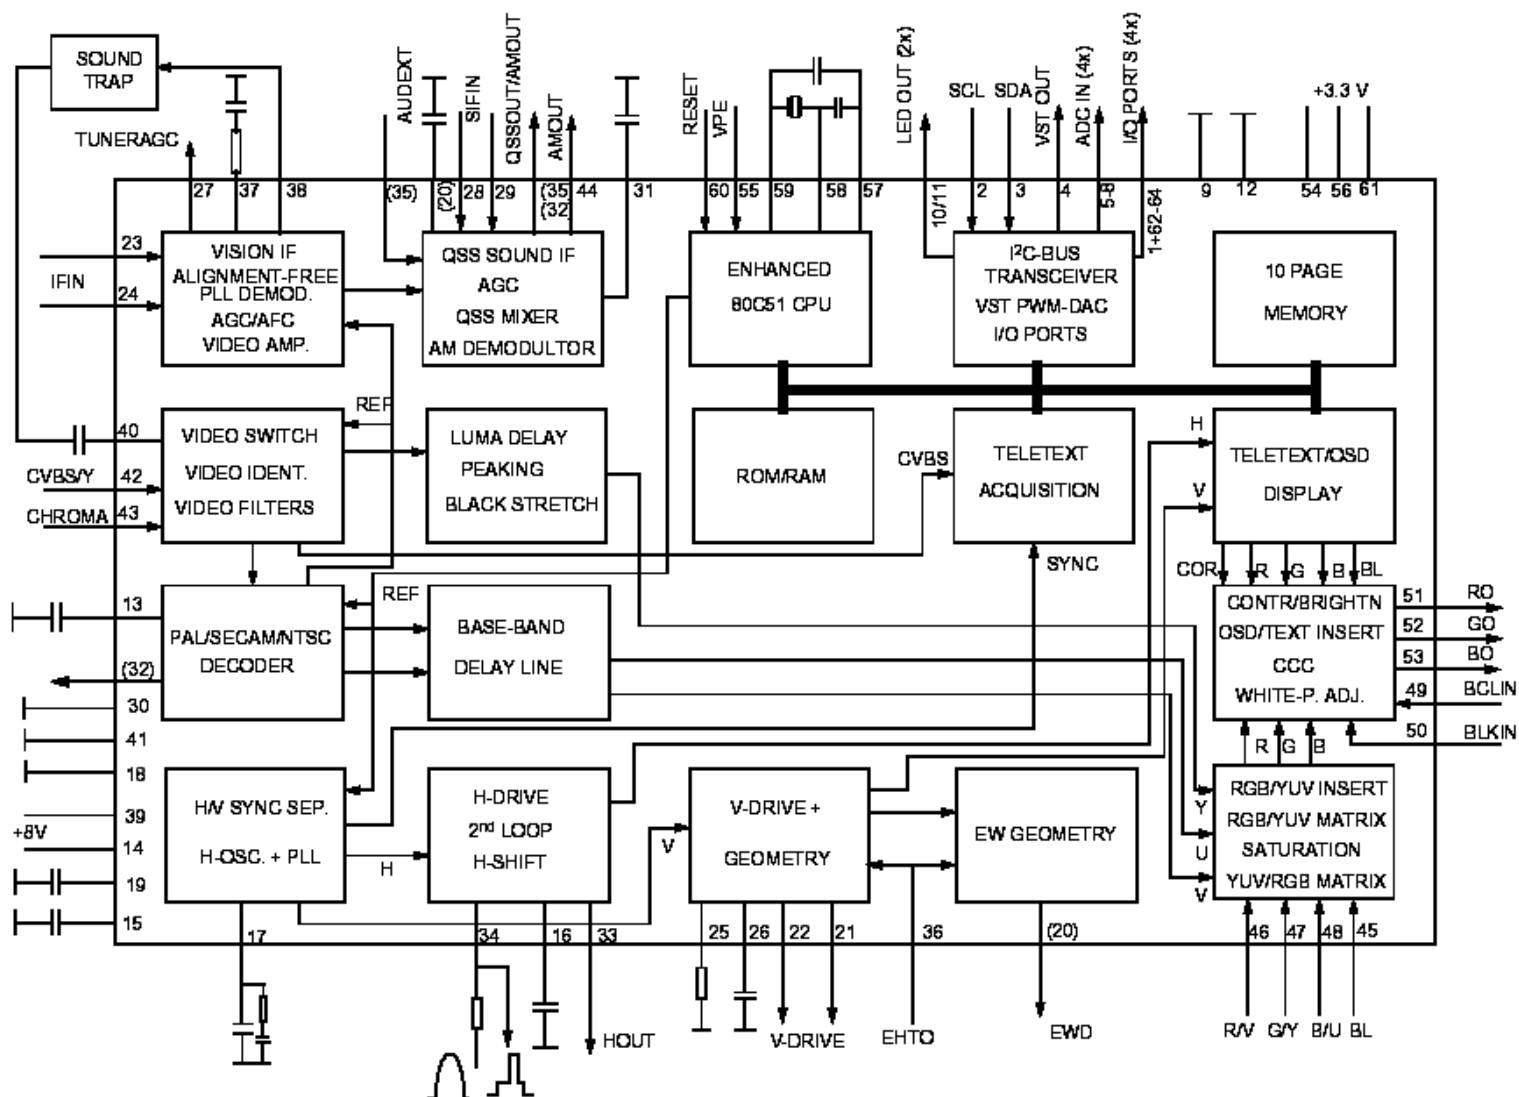 SOUND
TRAP
TUNERAGC
AUDEXT
SIFIN
QSSOUT/AMOUT
AMOUT
RESET
VPE
LED OUT (2x)
SCL
SDA
VST OUT
ADC IN (4x)
I/O PORTS (4x)
+3.3 V
27
37
38
(35)
(20)
28
29
(35)
(32)
44
31
60
55
59
58
57
10/11
2
3
4
5-8
1+62-64
9
12
54
56
61
23
IFIN
24
VISION IF
ALIGNMENT-FREE
PLL DEMOD.
AGC/AFC
VIDEO AMP.
QSS SOUND IF
AGC
QSS MIXER
AM DEMODULTOR
ENHANCED
80C51 CPU
I²C-BUS
TRANSCEIVER
VST PWM-DAC
I/O PORTS
10 PAGE
MEMORY
REF
40
CVBS/Y
42
CHROMA
43
VIDEO SWITCH
VIDEO IDENT.
VIDEO FILTERS
LUMA DELAY
PEAKING
BLACK STRETCH
ROM/RAM
CVBS
TELETEXT
ACQUISITION
SYNC
H
V
TELETEXT/OSD
DISPLAY
COR
R
G
B
BL
13
(32)
30
41
18
39
+8V
14
19
15
REF
PAL/SECAM/NTSC
DECODER
BASE-BAND
DELAY LINE
CONTR/BRIGHTN
OSD/TEXT INSERT
CCC
WHITE-P. ADJ.
51
RO
52
GO
53
BO
49
BCLIN
50
BLKIN
R
G
B
H/V SYNC SEP.
H-OSC. + PLL
H
H-DRIVE
2nd LOOP
H-SHIFT
V
V-DRIVE +
GEOMETRY
EW GEOMETRY
Y
U
V
RGB/YUV INSERT
RGB/YUV MATRIX
SATURATION
YUV/RGB MATRIX
17
34
16
33
25
26
22
21
36
(20)
46
47
48
45
HOUT
V-DRIVE
EHTO
EWD
R/V
G/Y
B/U
BL